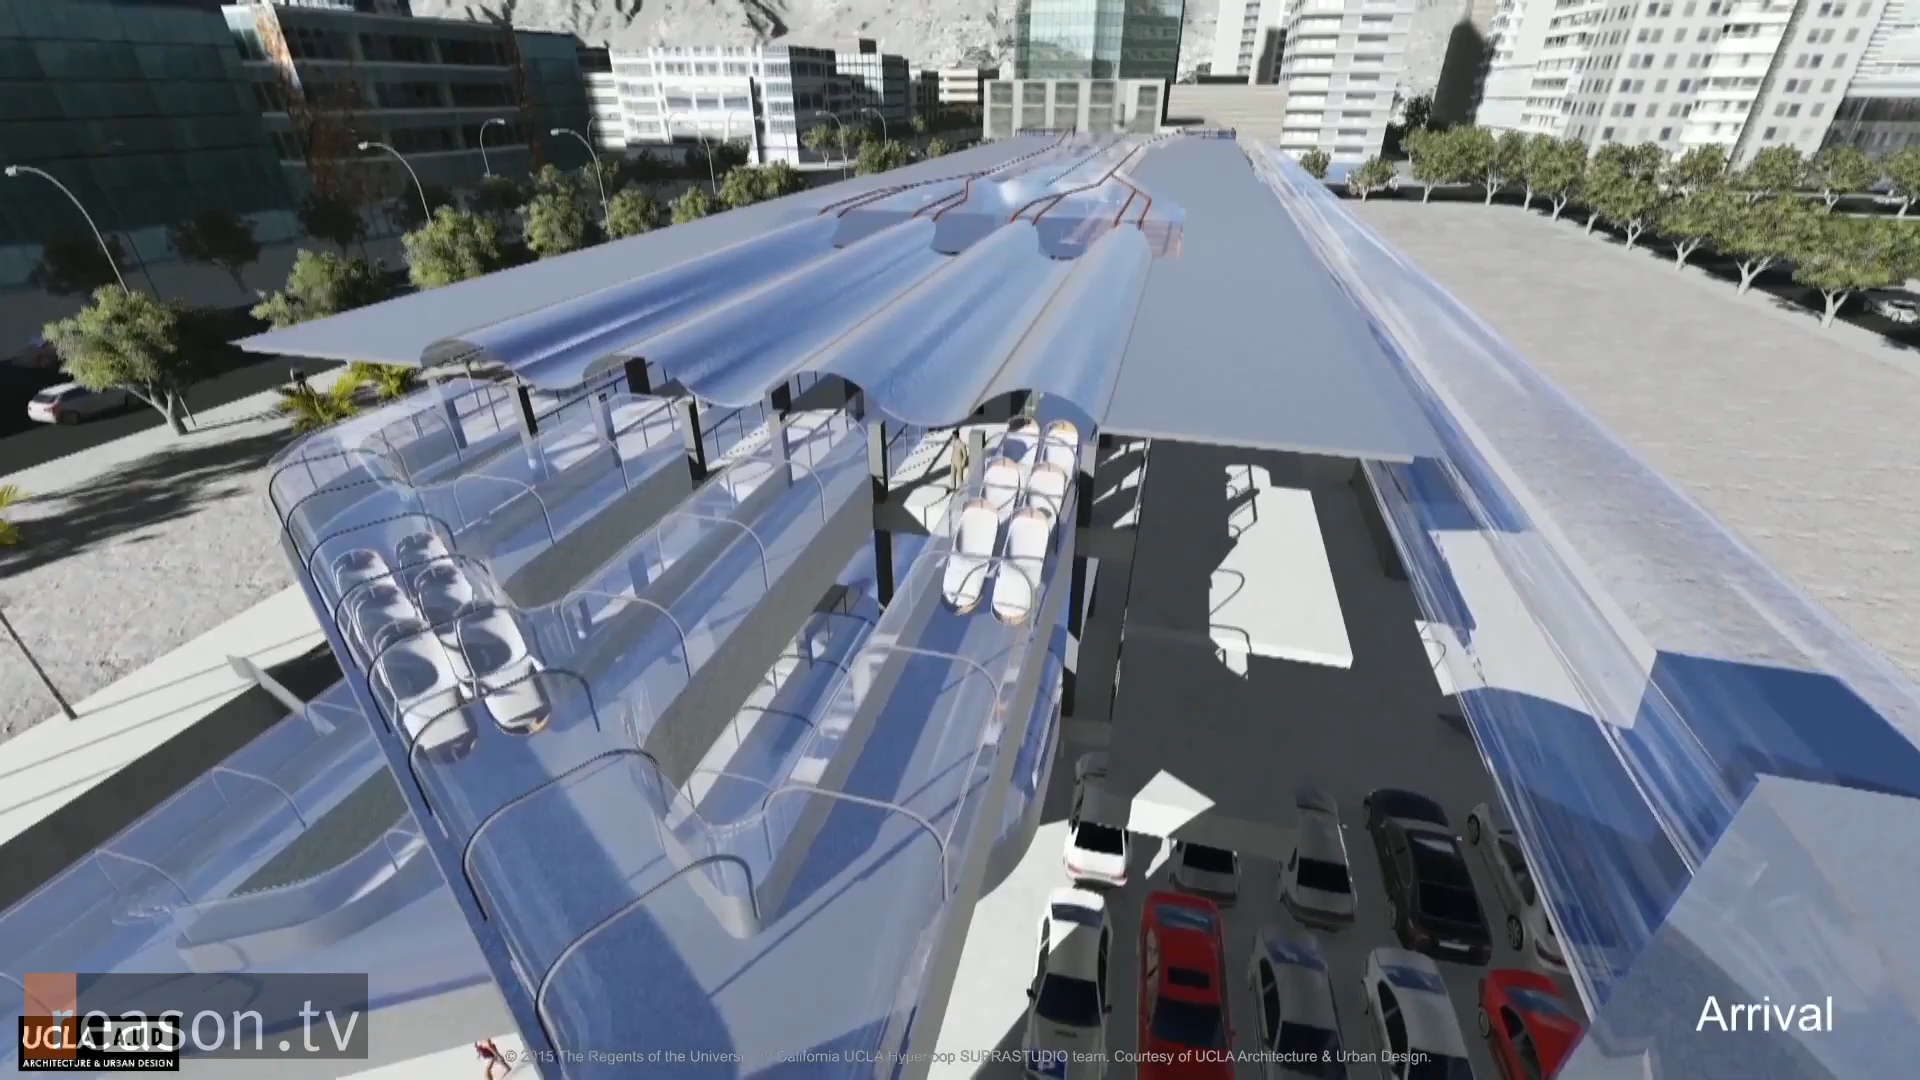 Arrival
reason.tv
UCLA A.U.D
ARCHITECTURE & URBAN DESIGN
© 2015 The Regents of the University of California UCLA Hyperloop SUPRASTUDIO team. Courtesy of UCLA Architecture & Urban Design.